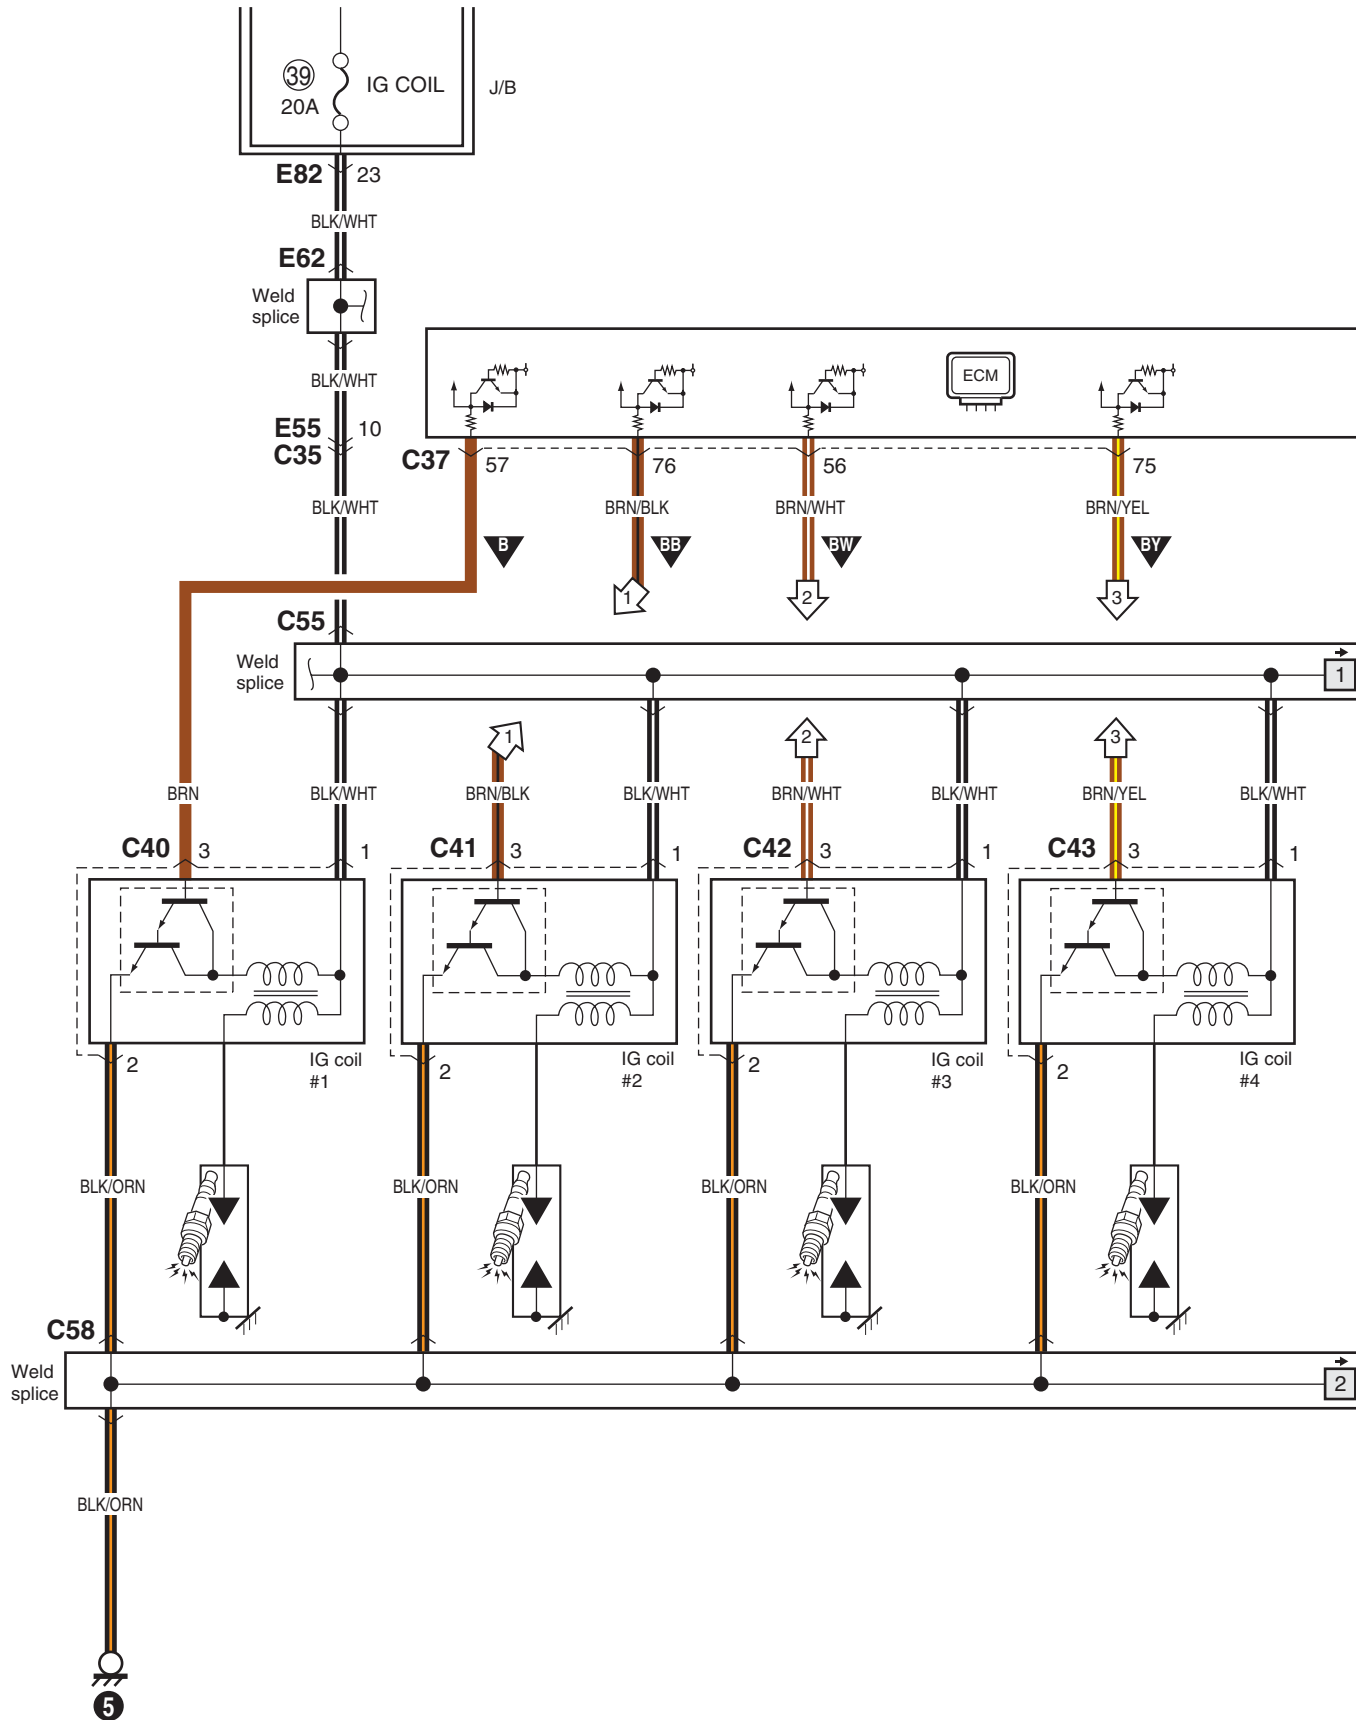 39
20A
IG COIL
J/B
E82
23
BLK/WHT
E62
Weld
splice
BLK/WHT
ECM
E55
10
C35
C37
57
76
56
75
BLK/WHT
BRN/BLK
BRN/WHT
BRN/YEL
B
BB
BW
BY
1
2
3
C55
Weld
splice
1
1
2
3
BRN
BLK/WHT
BRN/BLK
BLK/WHT
BRN/WHT
BLK/WHT
BRN/YEL
BLK/WHT
C40
3
1
C41
3
1
C42
3
1
C43
3
1
2
IG coil
#1
2
IG coil
#2
2
IG coil
#3
2
IG coil
#4
BLK/ORN
BLK/ORN
BLK/ORN
BLK/ORN
C58
Weld
splice
2
BLK/ORN
5